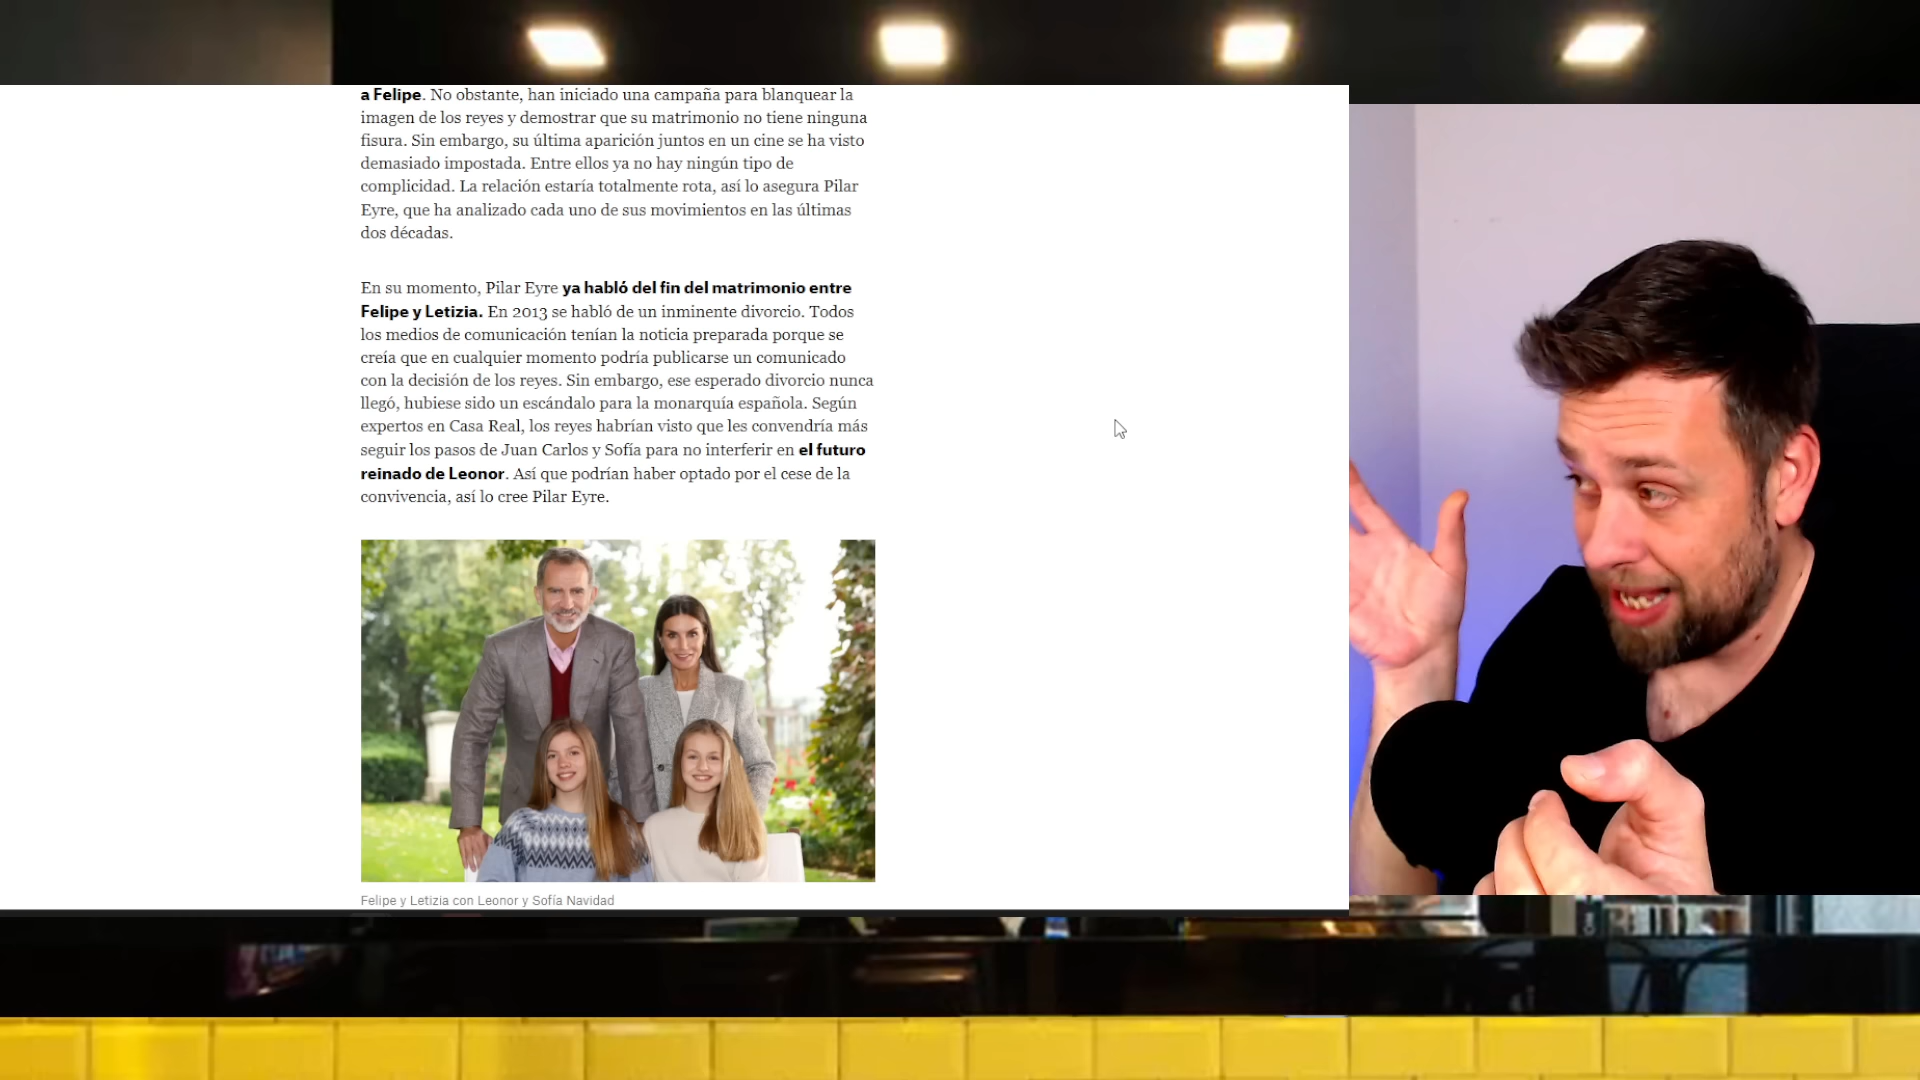 a Felipe. No obstante, han iniciado una campaña para blanquear la
imagen de los reyes y demostrar que su matrimonio no tiene ninguna
fisura. Sin embargo, su última aparición juntos en un cine se ha visto
demasiado impostada. Entre ellos ya no hay ningún tipo de
complicidad. La relación estaría totalmente rota, así lo asegura Pilar
Eyre, que ha analizado cada uno de sus movimientos en las últimas
dos décadas.
En su momento, Pilar Eyre ya habló del fin del matrimonio entre
Felipe y Letizia. En 2013 se habló de un inminente divorcio. Todos
los medios de comunicación tenían la noticia preparada porque se
creía que en cualquier momento podría publicarse un comunicado
con la decisión de los reyes. Sin embargo, ese esperado divorcio nunca
llegó, hubiese sido un escándalo para la monarquía española. Según
expertos en Casa Real, los reyes habrían visto que les convendría más
seguir los pasos de Juan Carlos y Sofía para no interferir en el futuro
reinado de Leonor. Así que podrían haber optado por el cese de la
convivencia, así lo cree Pilar Eyre.
Felipe y Letizia con Leonor y Sofía Navidad